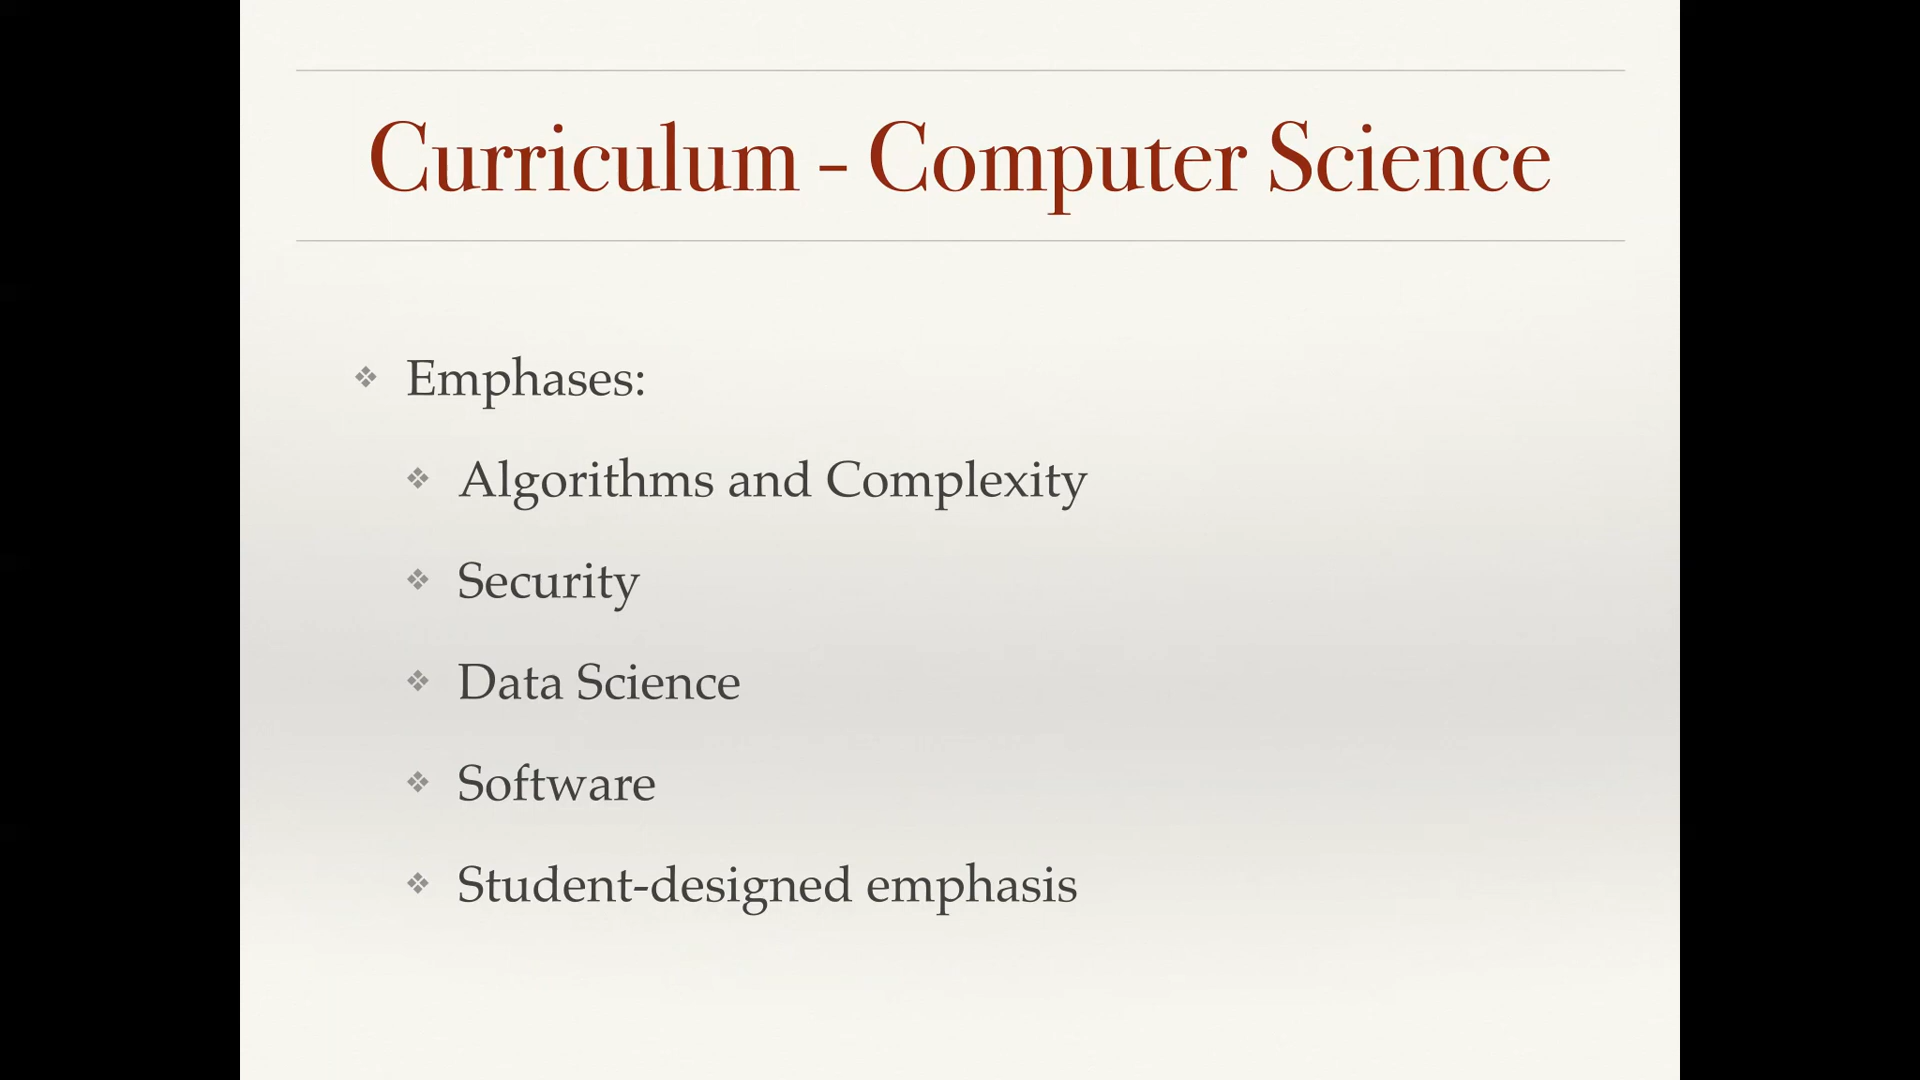 Curriculum - Computer Science
Emphases:
Algorithms and Complexity
Security
Data Science
Software
Student-designed emphasis